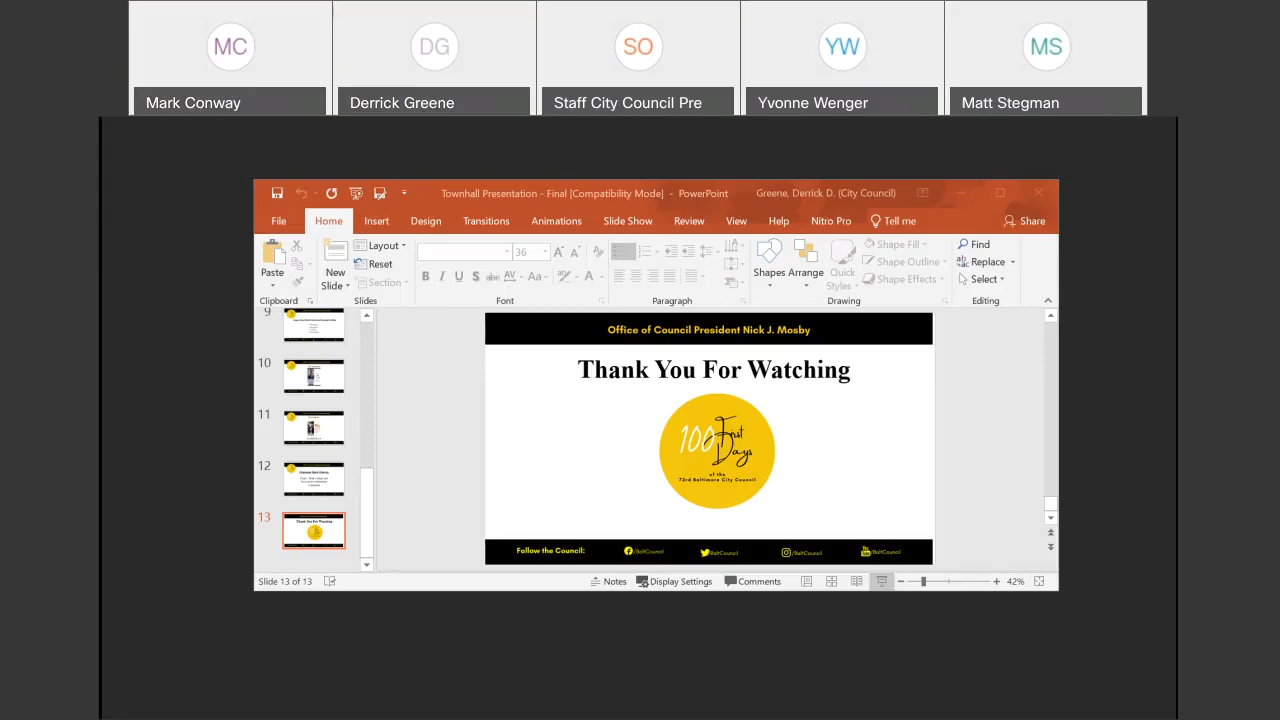 MC
DG
SO
YW
MS
Mark Conway
Derrick Greene
Staff City Council Pre
Yvonne Wenger
Matt Stegman
Townhall Presentation - Final [Compatibility Mode] - PowerPoint
Greene, Derrick D. (City Council)
File Home Insert Design Transitions Animations Slide Show Review View Help Nitro Pro Tell me Share
Paste
New
Slide
Layout
Reset
Section
36
Aa
Shapes
Arrange
Quick
Styles
Shape Fill
Shape Outline
Shape Effects
Find
Replace
Select
Clipboard Slides Font Paragraph Drawing Editing
9
10
11
12
13
Office of Council President Nick J. Mosby
Thank You For Watching
100 First
Days
of the
73rd Baltimore City Council
Follow the Council: /BaltCouncil /BaltCouncil /BaltCouncil /BaltCouncil
Slide 13 of 13
Notes Display Settings Comments
42%